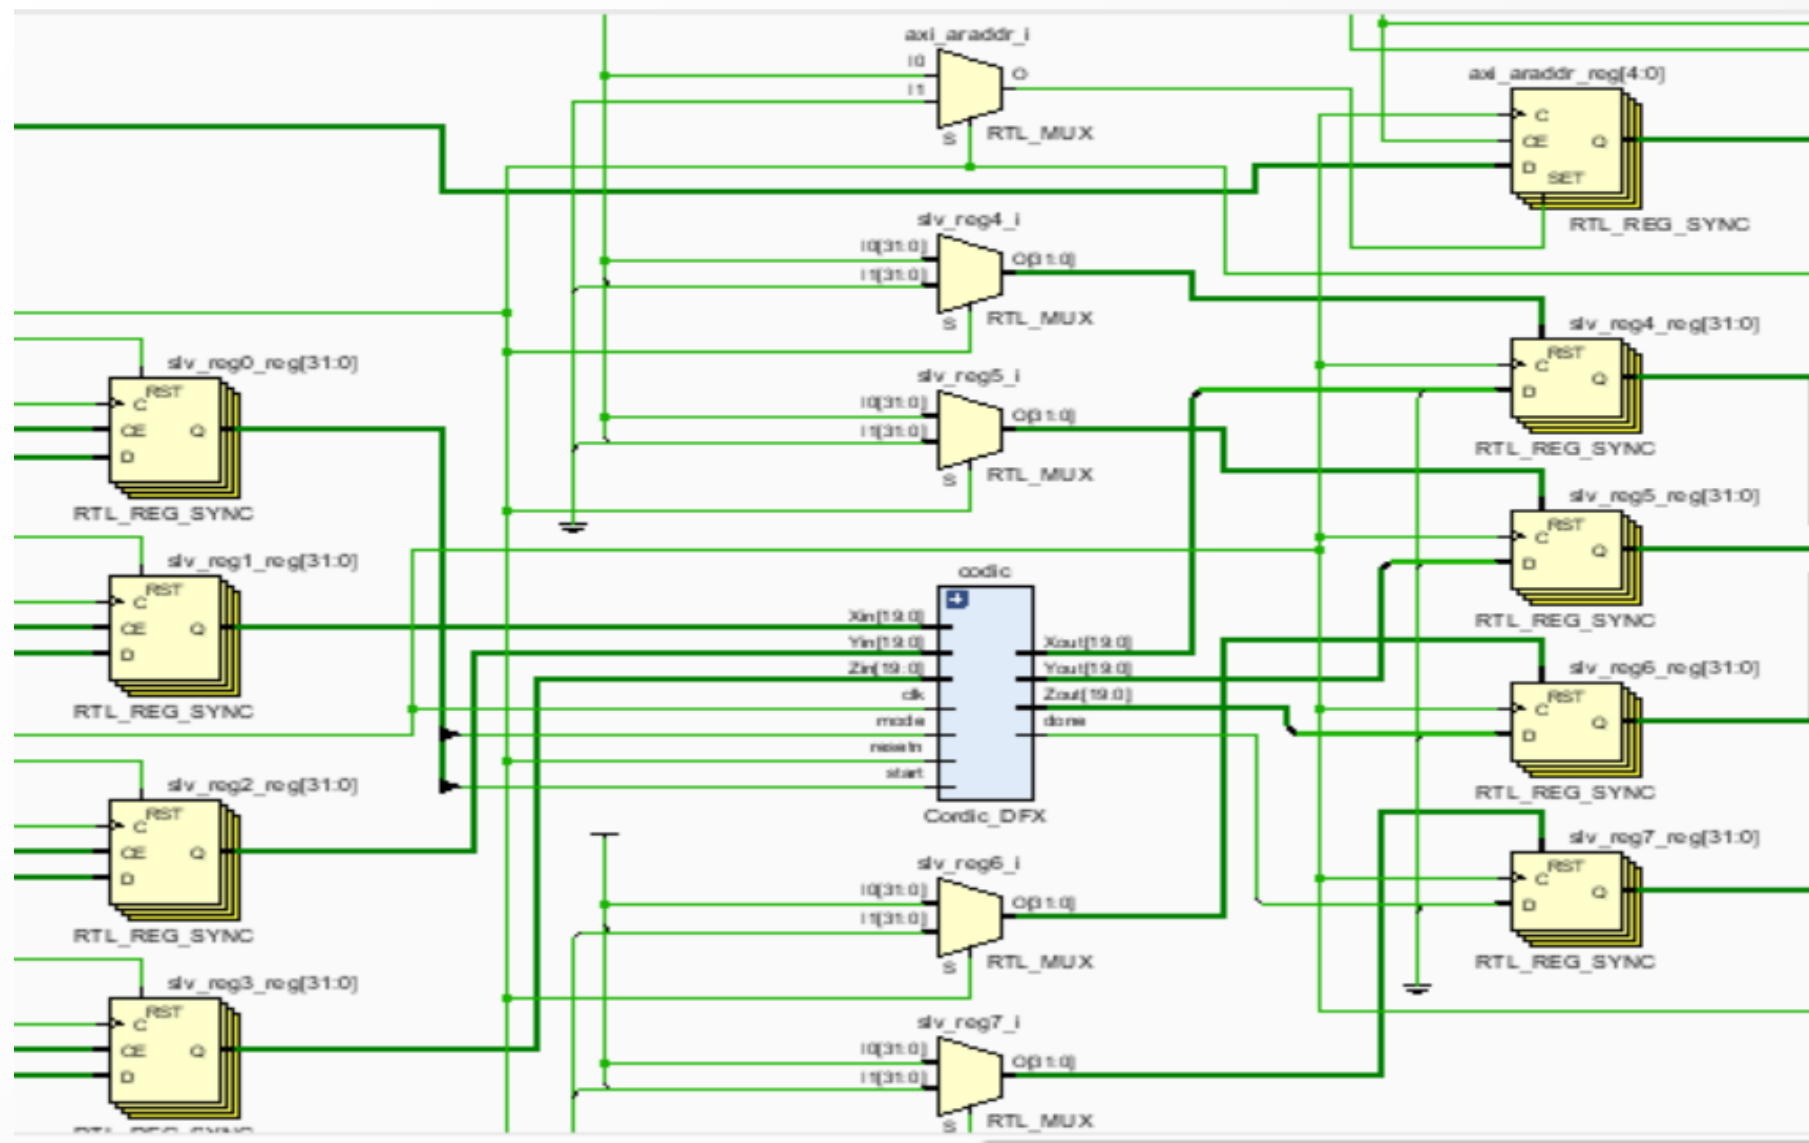 axi_araddr_i
I0
I1
O
S
RTL_MUX
axi_araddr_reg[4:0]
C
CE
D
Q
SET
RTL_REG_SYNC
slv_reg4_i
I0[31:0]
I1[31:0]
O[31:0]
S
RTL_MUX
slv_reg4_reg[31:0]
RST
C
D
Q
RTL_REG_SYNC
slv_reg0_reg[31:0]
RST
C
CE
D
Q
RTL_REG_SYNC
slv_reg5_i
I0[31:0]
I1[31:0]
O[31:0]
S
RTL_MUX
slv_reg5_reg[31:0]
RST
C
D
Q
RTL_REG_SYNC
slv_reg1_reg[31:0]
RST
C
CE
D
Q
RTL_REG_SYNC
codic
Xin[19:0]
Yin[19:0]
Zin[19:0]
clk
mode
resetn
start
Xout[19:0]
Yout[19:0]
Zout[19:0]
done
Cordic_DFX
slv_reg6_reg[31:0]
RST
C
D
Q
RTL_REG_SYNC
slv_reg2_reg[31:0]
RST
C
CE
D
Q
RTL_REG_SYNC
slv_reg6_i
I0[31:0]
I1[31:0]
O[31:0]
S
RTL_MUX
slv_reg7_reg[31:0]
RST
C
D
Q
RTL_REG_SYNC
slv_reg3_reg[31:0]
RST
C
CE
D
Q
RTL_REG_SYNC
slv_reg7_i
I0[31:0]
I1[31:0]
O[31:0]
S
RTL_MUX